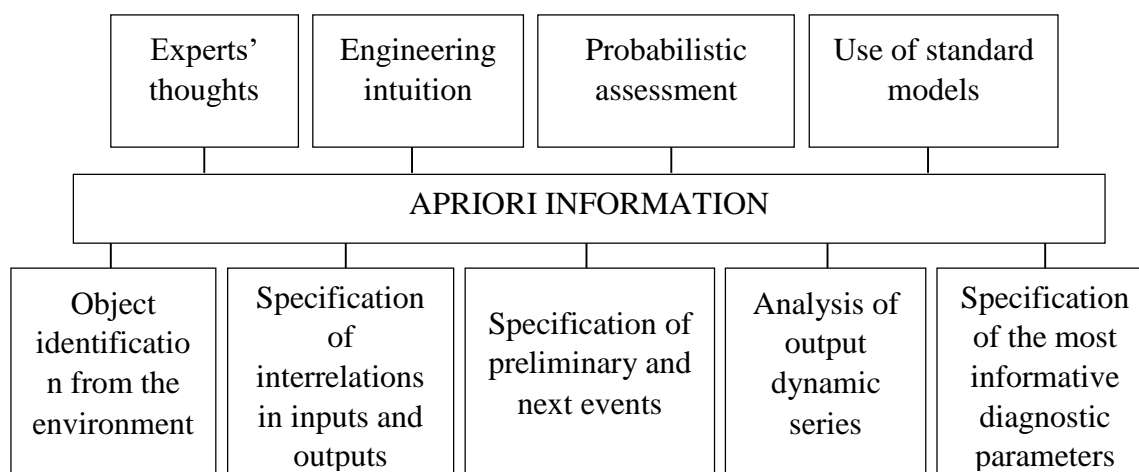 Experts’
thoughts
Engineering
intuition
Probabilistic
assessment
Use of standard
models
APRIORI INFORMATION
Object
identificatio
n from the
environment
Specification
of
interrelations
in inputs and
outputs
Specification of
preliminary and
next events
Analysis of
output
dynamic
series
Specification
of the most
informative
diagnostic
parameters